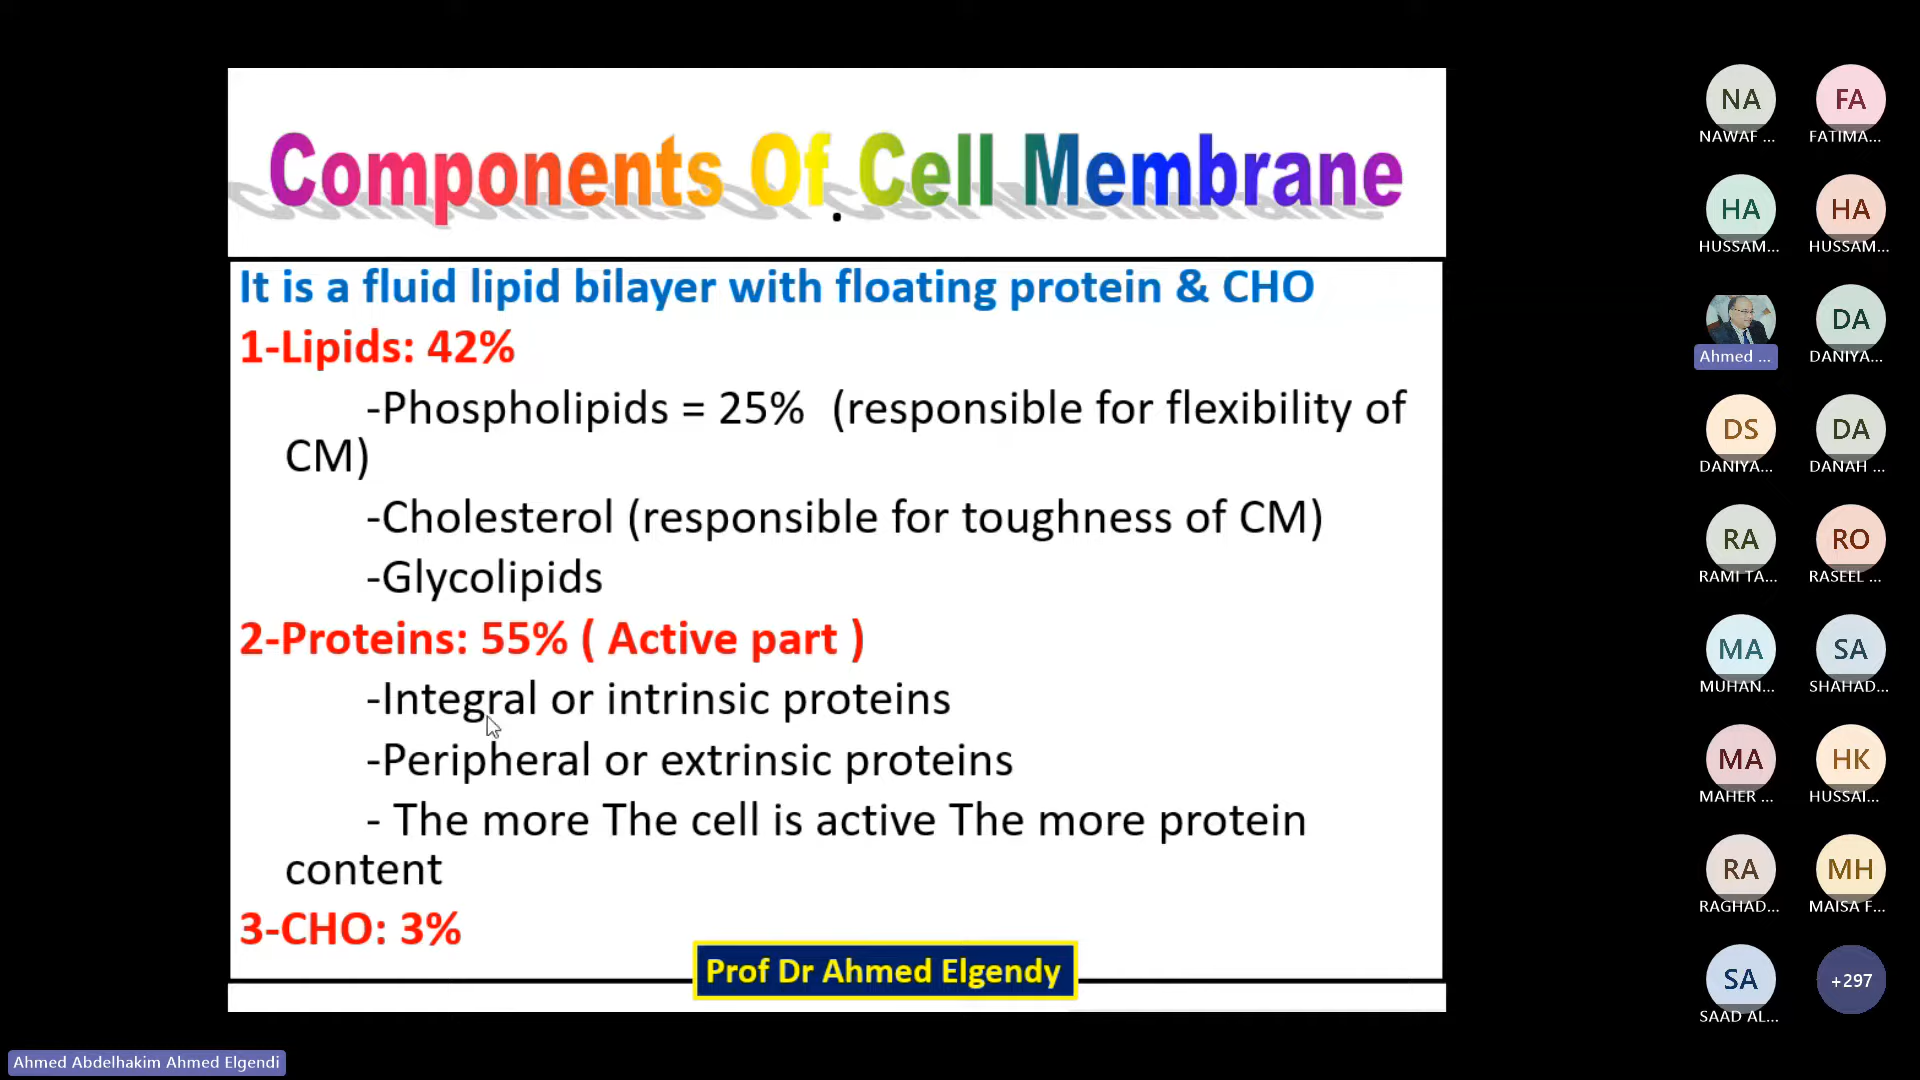 Components Of Cell Membrane
.
It is a fluid lipid bilayer with floating protein & CHO
1-Lipids: 42%
-Phospholipids = 25% (responsible for flexibility of
CM)
-Cholesterol (responsible for toughness of CM)
-Glycolipids
2-Proteins: 55% ( Active part )
-Integral or intrinsic proteins
-Peripheral or extrinsic proteins
- The more The cell is active The more protein
content
3-CHO: 3%
Prof Dr Ahmed Elgendy
NA FA
NAWAF ... FATIMA...
HA HA
HUSSAM... HUSSAM...
DA
Ahmed ... DANIYA...
DS DA
DANIYA... DANAH ...
RA RO
RAMI TA... RASEEL ...
MA SA
MUHAN... SHAHAD...
MA HK
MAHER ... HUSSAI...
RA MH
RAGHAD... MAISA F...
SA +297
SAAD AL...
Ahmed Abdelhakim Ahmed Elgendi